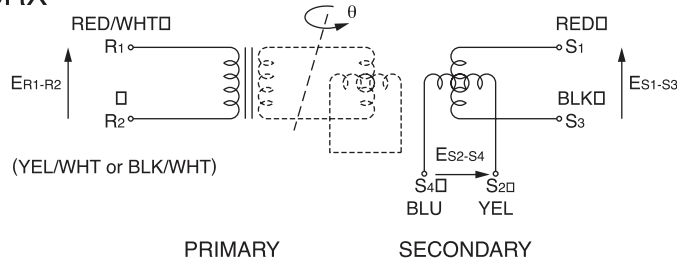 RED/WHT□
θ
RED□
R1
S1
ER1-R2
□
BLK□
ES1-S3
R2
S3
(YEL/WHT or BLK/WHT)
ES2-S4
S4□
S2□
BLU
YEL
PRIMARY
SECONDARY